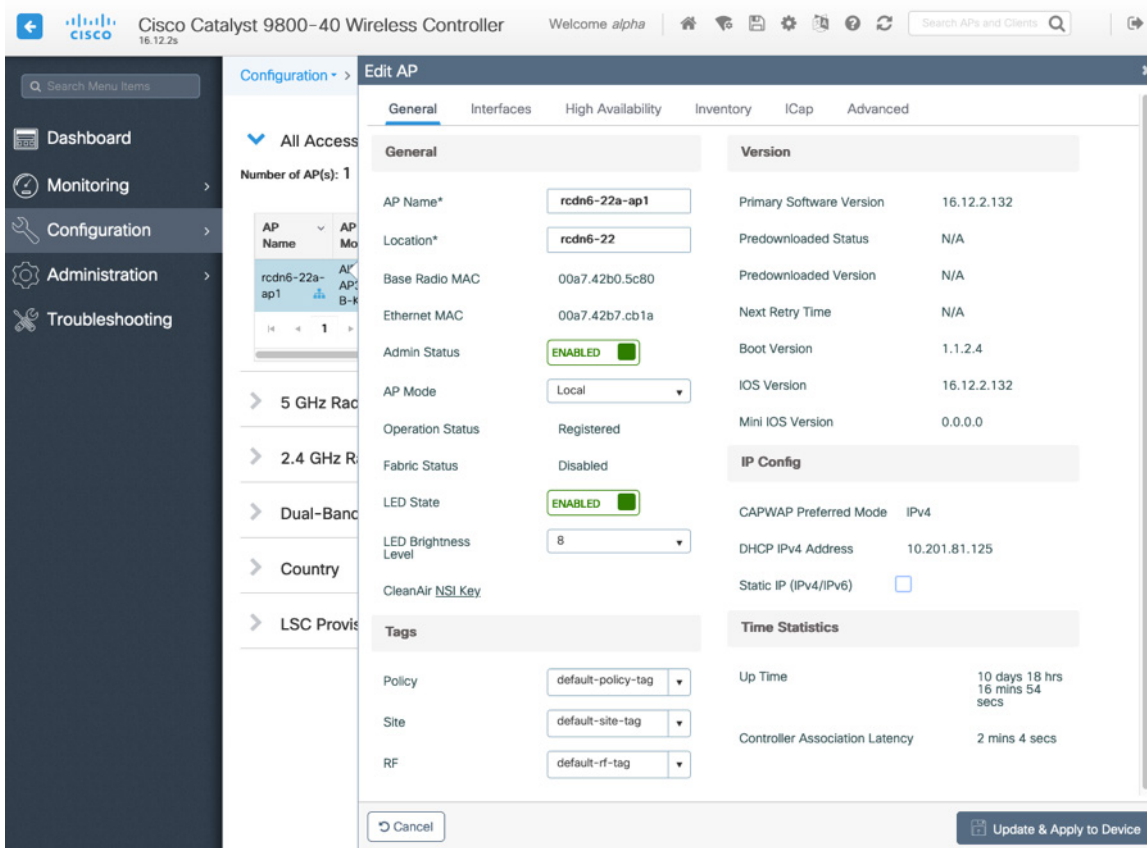 CISCO
Cisco Catalyst 9800-40 Wireless Controller
16.12.2s
Welcome alpha
Search APs and Clients
Search Menu Items
Dashboard
Monitoring
Configuration
Administration
Troubleshooting
Configuration >
All Access
Number of AP(s): 1
AP Name
AP Mo
rcdn6-22a-ap1
AP3
B-K
1
5 GHz Rad
2.4 GHz Ra
Dual-Band
Country
LSC Provis
Edit AP
General Interfaces High Availability Inventory ICap Advanced
General
AP Name* rcdn6-22a-ap1
Location* rcdn6-22
Base Radio MAC 00a7.42b0.5c80
Ethernet MAC 00a7.42b7.cb1a
Admin Status ENABLED
AP Mode Local
Operation Status Registered
Fabric Status Disabled
LED State ENABLED
LED Brightness Level 8
CleanAir NSI Key
Tags
Policy default-policy-tag
Site default-site-tag
RF default-rf-tag
Version
Primary Software Version 16.12.2.132
Predownloaded Status N/A
Predownloaded Version N/A
Next Retry Time N/A
Boot Version 1.1.2.4
IOS Version 16.12.2.132
Mini IOS Version 0.0.0.0
IP Config
CAPWAP Preferred Mode IPv4
DHCP IPv4 Address 10.201.81.125
Static IP (IPv4/IPv6)
Time Statistics
Up Time 10 days 18 hrs
16 mins 54
secs
Controller Association Latency 2 mins 4 secs
Cancel
Update & Apply to Device